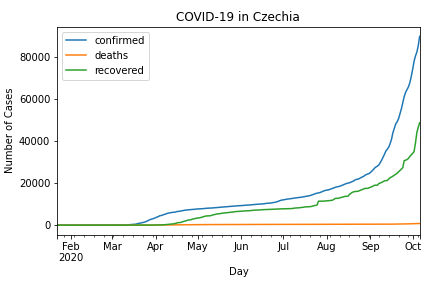 COVID-19 in Czechia
confirmed
deaths
recovered
Number of Cases
80000
60000
40000
20000
0
Feb Mar Apr May Jun Jul Aug Sep Oct
2020
Day